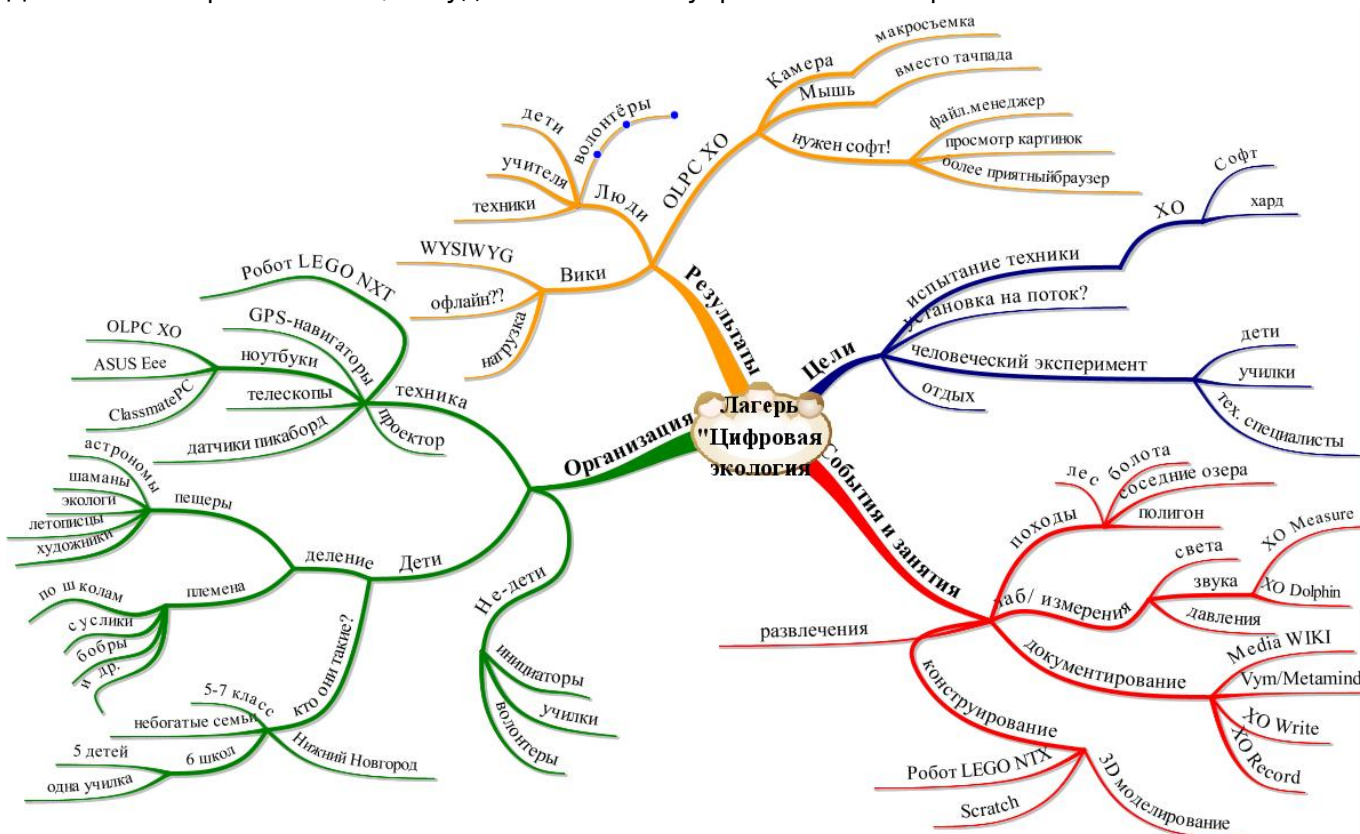 Лагерь
"Цифровая
экология
Результаты
Люди
дети
волонтёры
учителя
техники
Вики
WYSIWYG
офлайн??
нагрузка
OLPC XO
Камера
макросъемка
Мышь
вместо тачпада
нужен софт!
файл.менеджер
просмотр картинок
более приятныйбраузер
Цели
испытание техники
XO
Софт
хард
установка на поток?
человеческий эксперимент
дети
училки
тех. специалисты
отдых
События и занятия
походы
лес
болота
соседние озера
полигон
лаб/ измерения
света
звука
XO Measure
XO Dolphin
давления
документирование
Media WIKI
Vym/Metamind
XO Write
XO Record
конструирование
Робот LEGO NTX
Scratch
3D моделирование
развлечения
Организация
техника
Робот LEGO NXT
GPS-навигаторы
ноутбуки
OLPC XO
ASUS Eee
ClassmatePC
телескопы
датчики пикаборд
проектор
Дети
деление
пещеры
астрономы
шаманы
экологи
летописцы
художники
племена
по школам
суслики
бобры
и др.
кто они такие?
5-7 класс
небогатые семьи
6 школ
5 детей
одна училка
Нижний Новгород
Не-дети
инициаторы
училки
волонтеры